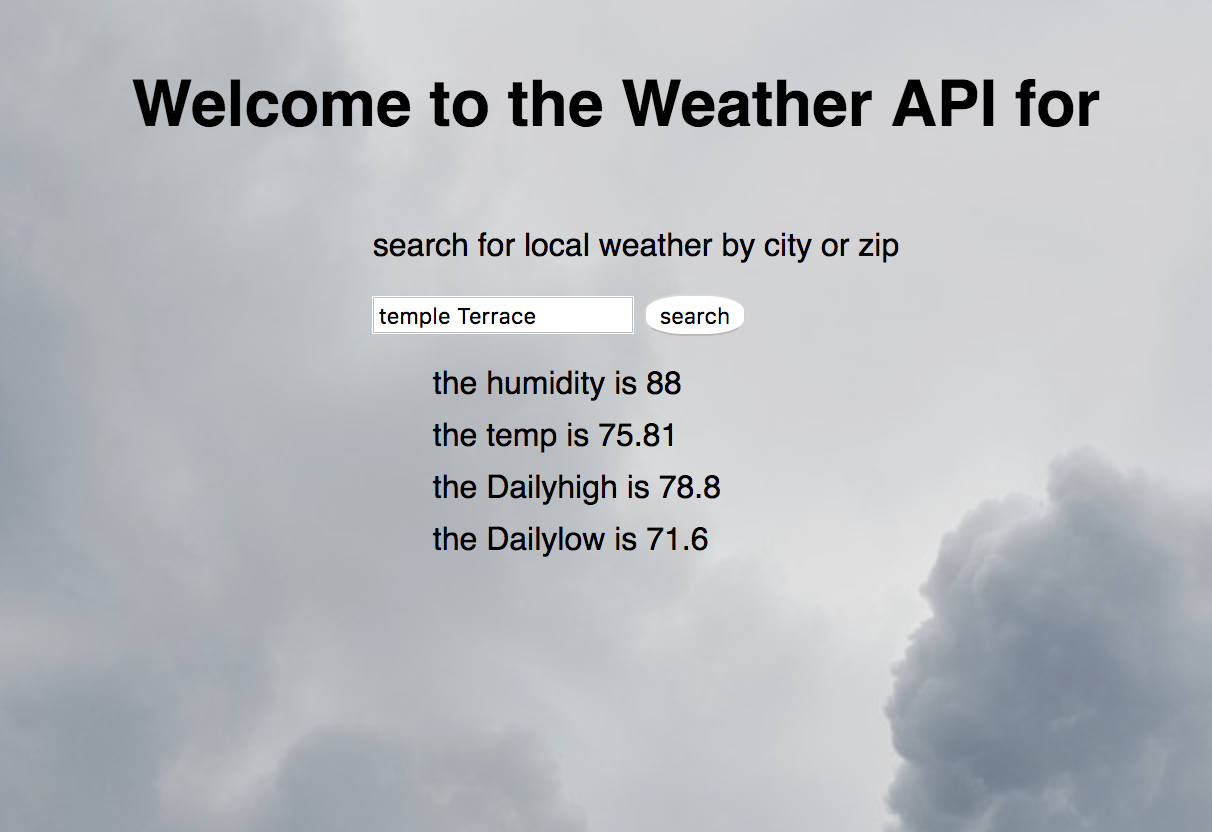 Welcome to the Weather API for
search for local weather by city or zip
temple Terrace search
the humidity is 88
the temp is 75.81
the Dailyhigh is 78.8
the Dailylow is 71.6